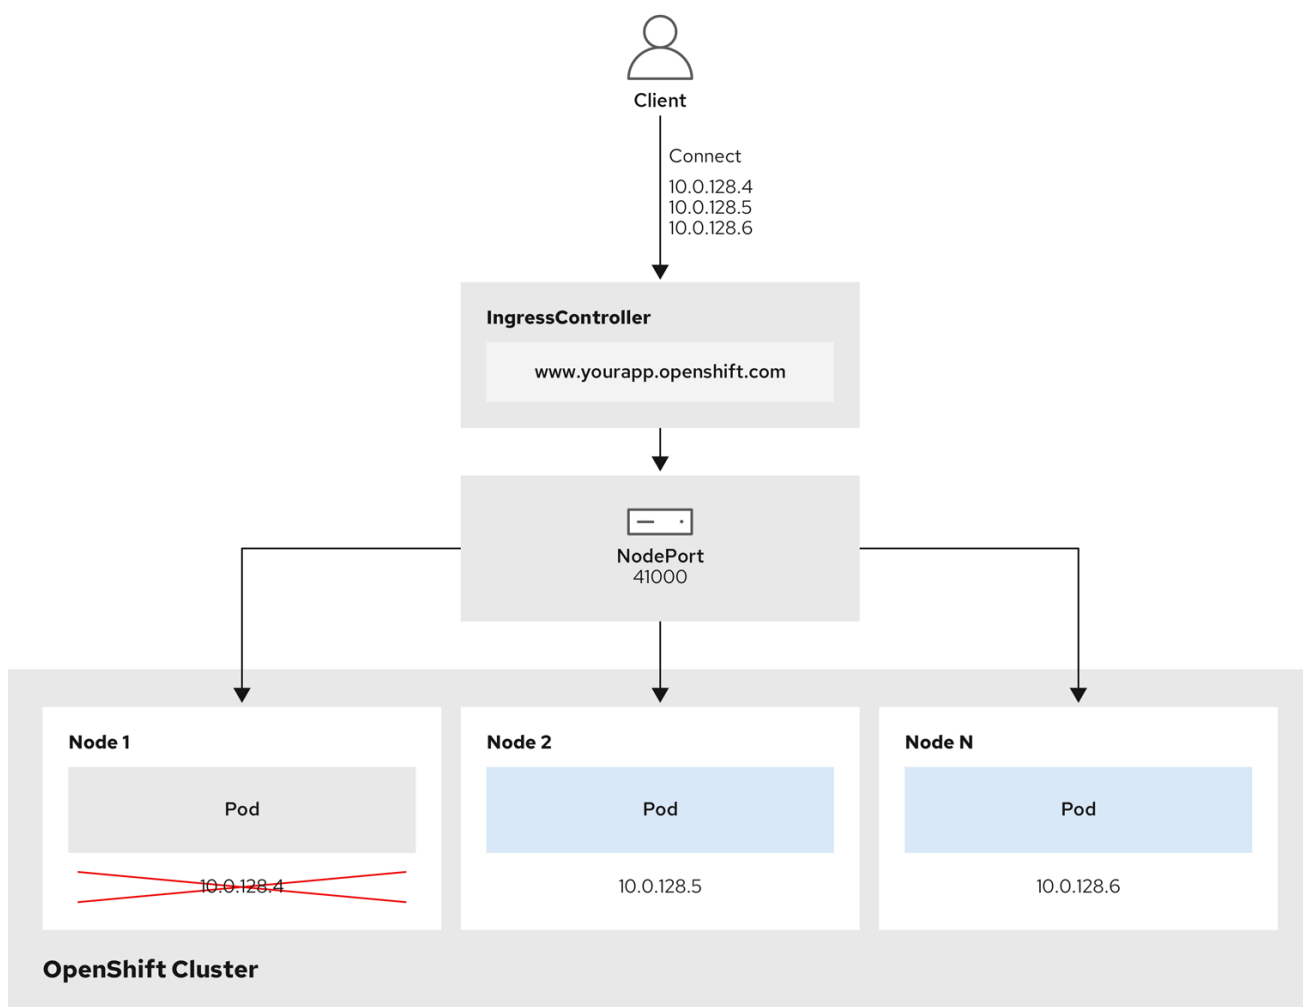 Client
Connect
10.0.128.4
10.0.128.5
10.0.128.6
IngressController
www.yourapp.openshift.com
NodePort
41000
Node 1
Pod
10.0.128.4
Node 2
Pod
10.0.128.5
Node N
Pod
10.0.128.6
OpenShift Cluster